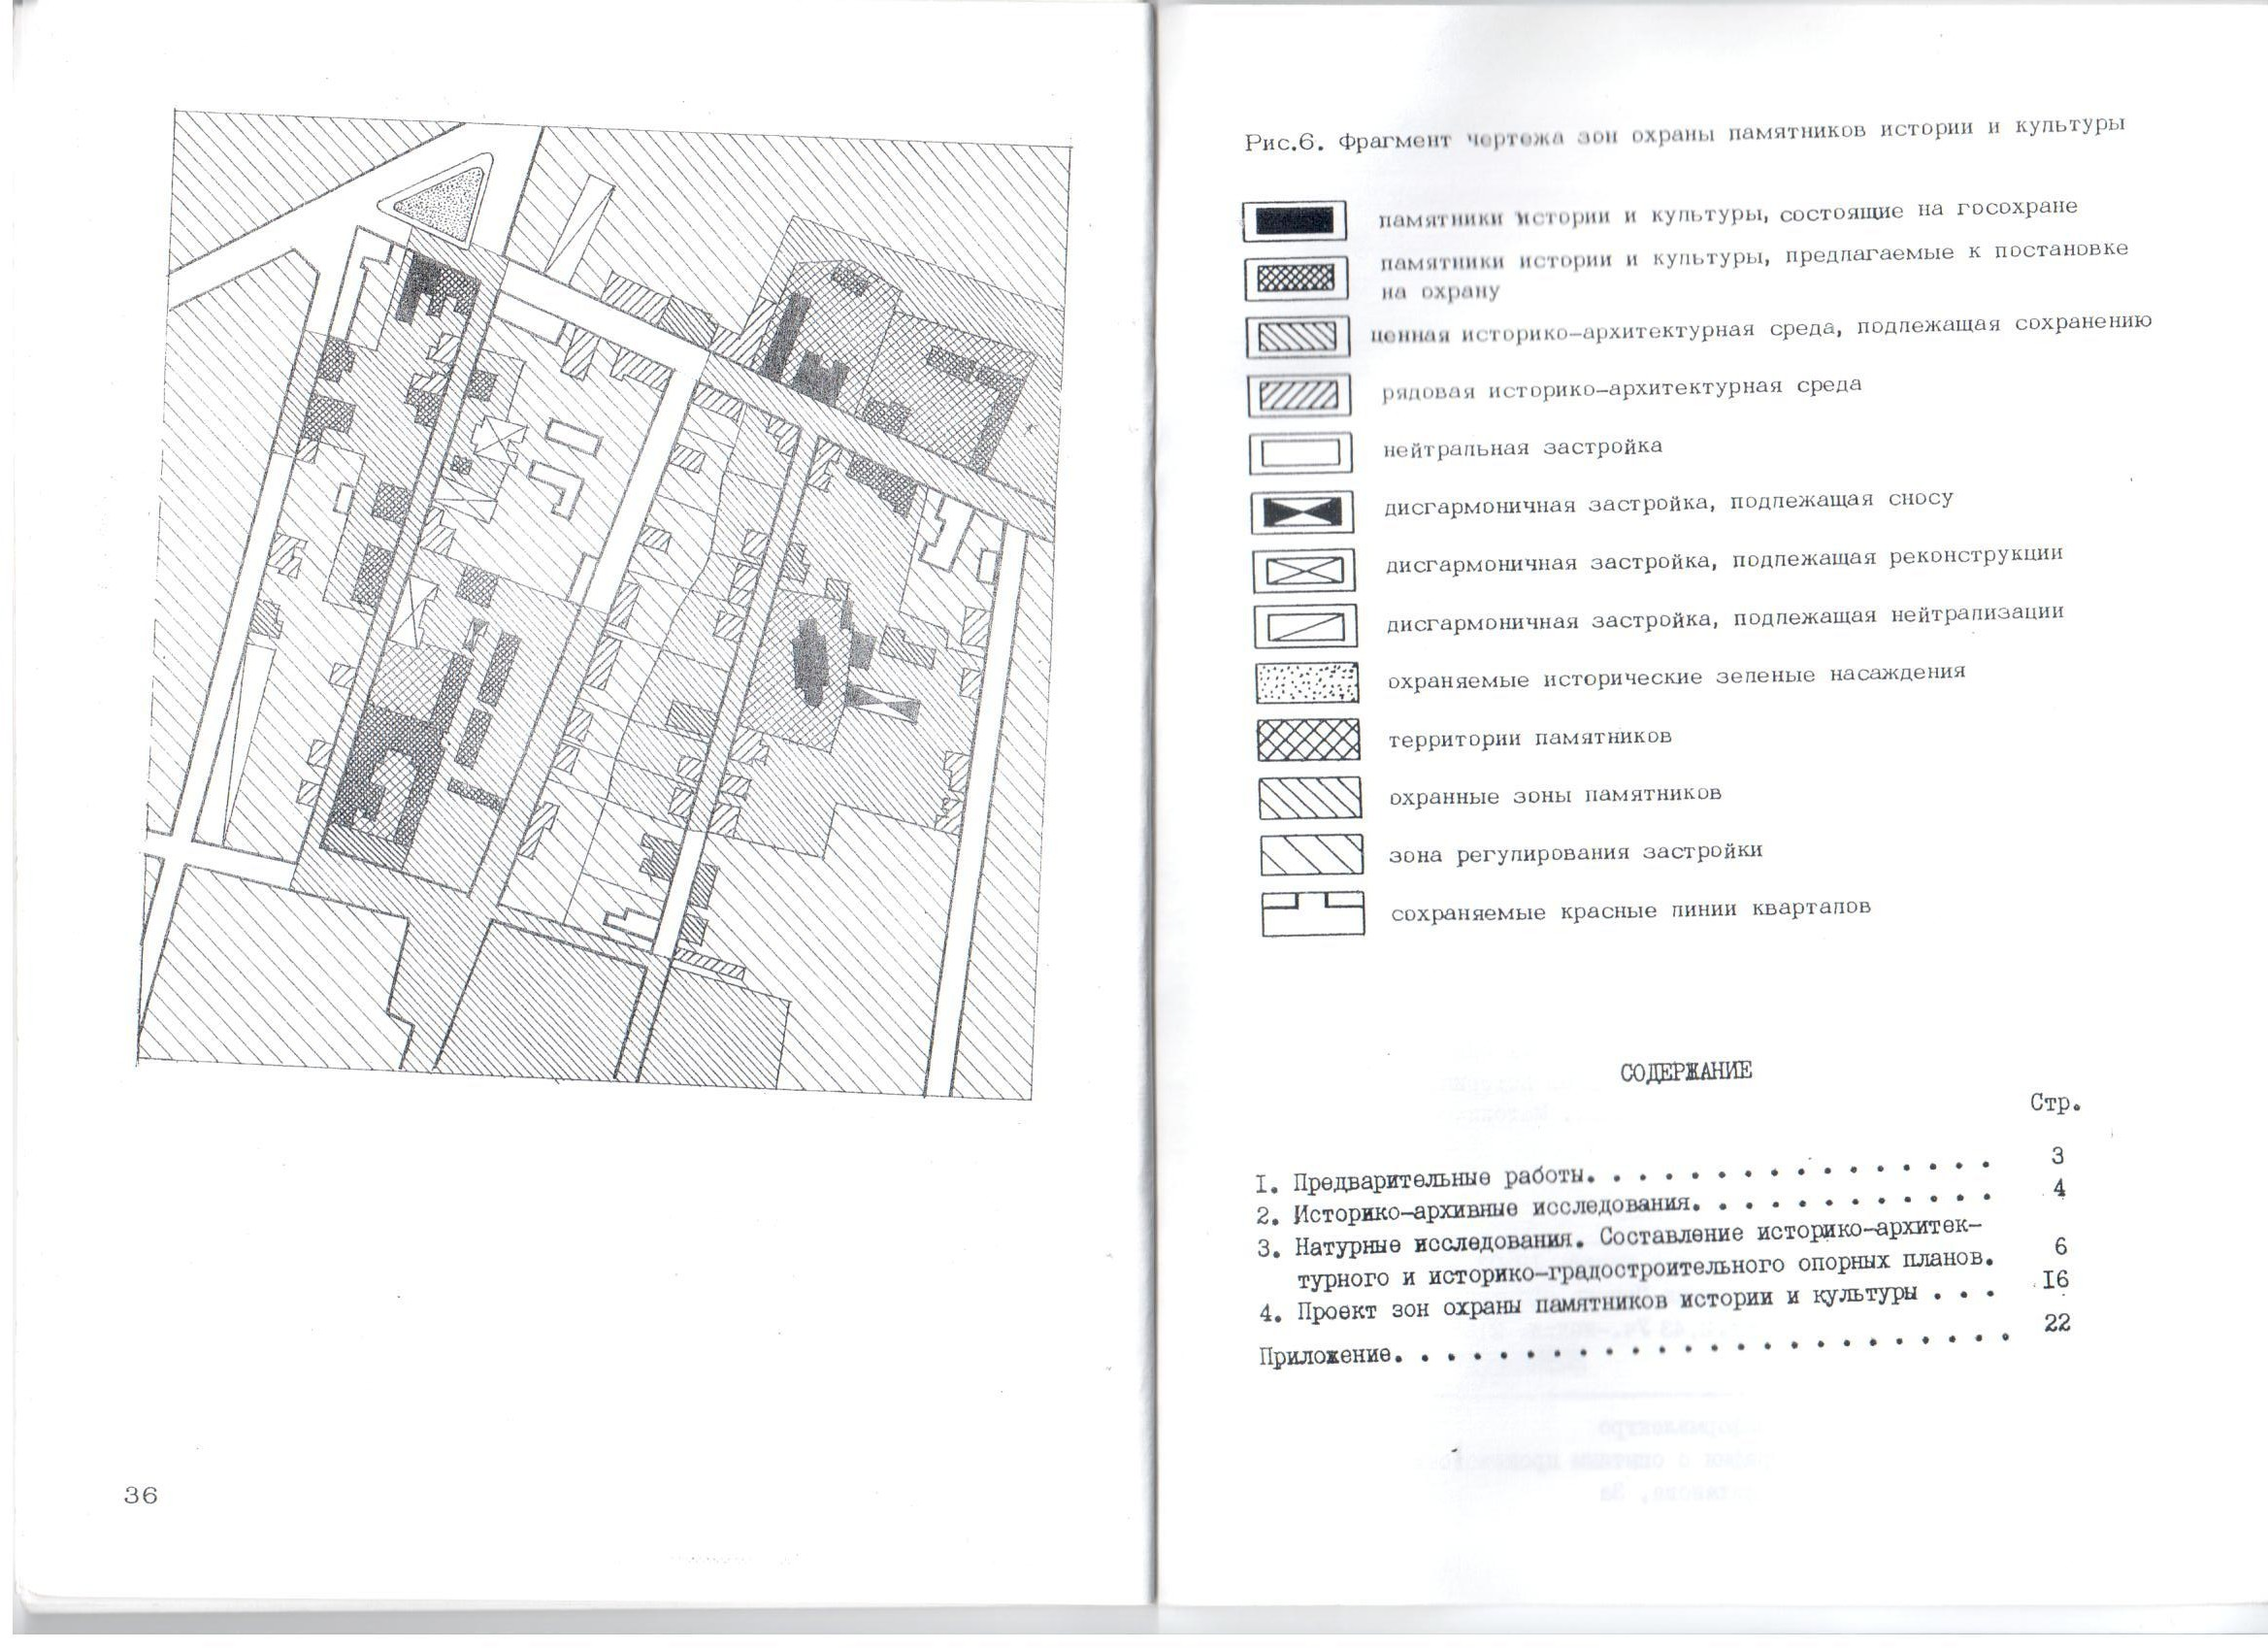 36
Рис.6. Фрагмент чертежа зон охраны памятников истории и культуры
памятники истории и культуры, состоящие на госохране
памятники истории и культуры, предлагаемые к постановке
на охрану
ценная историко-архитектурная среда, подлежащая сохранению
рядовая историко-архитектурная среда
нейтральная застройка
дисгармоничная застройка, подлежащая сносу
дисгармоничная застройка, подлежащая реконструкции
дисгармоничная застройка, подлежащая нейтрализации
охраняемые исторические зеленые насаждения
территории памятников
охранные зоны памятников
зона регулирования застройки
сохраняемые красные линии кварталов
СОДЕРЖАНИЕ
Стр.
I. Предварительные работы. . . . . . . . . . . . . . . . 3
2. Историко-архивные исследования. . . . . . . . . . . . 4
3. Натурные исследования. Составление историко-архитек-
турного и историко-градостроительного опорных планов. 6
4. Проект зон охраны памятников истории и культуры . . . I6
Приложение. . . . . . . . . . . . . . . . . . . . . . . . 22